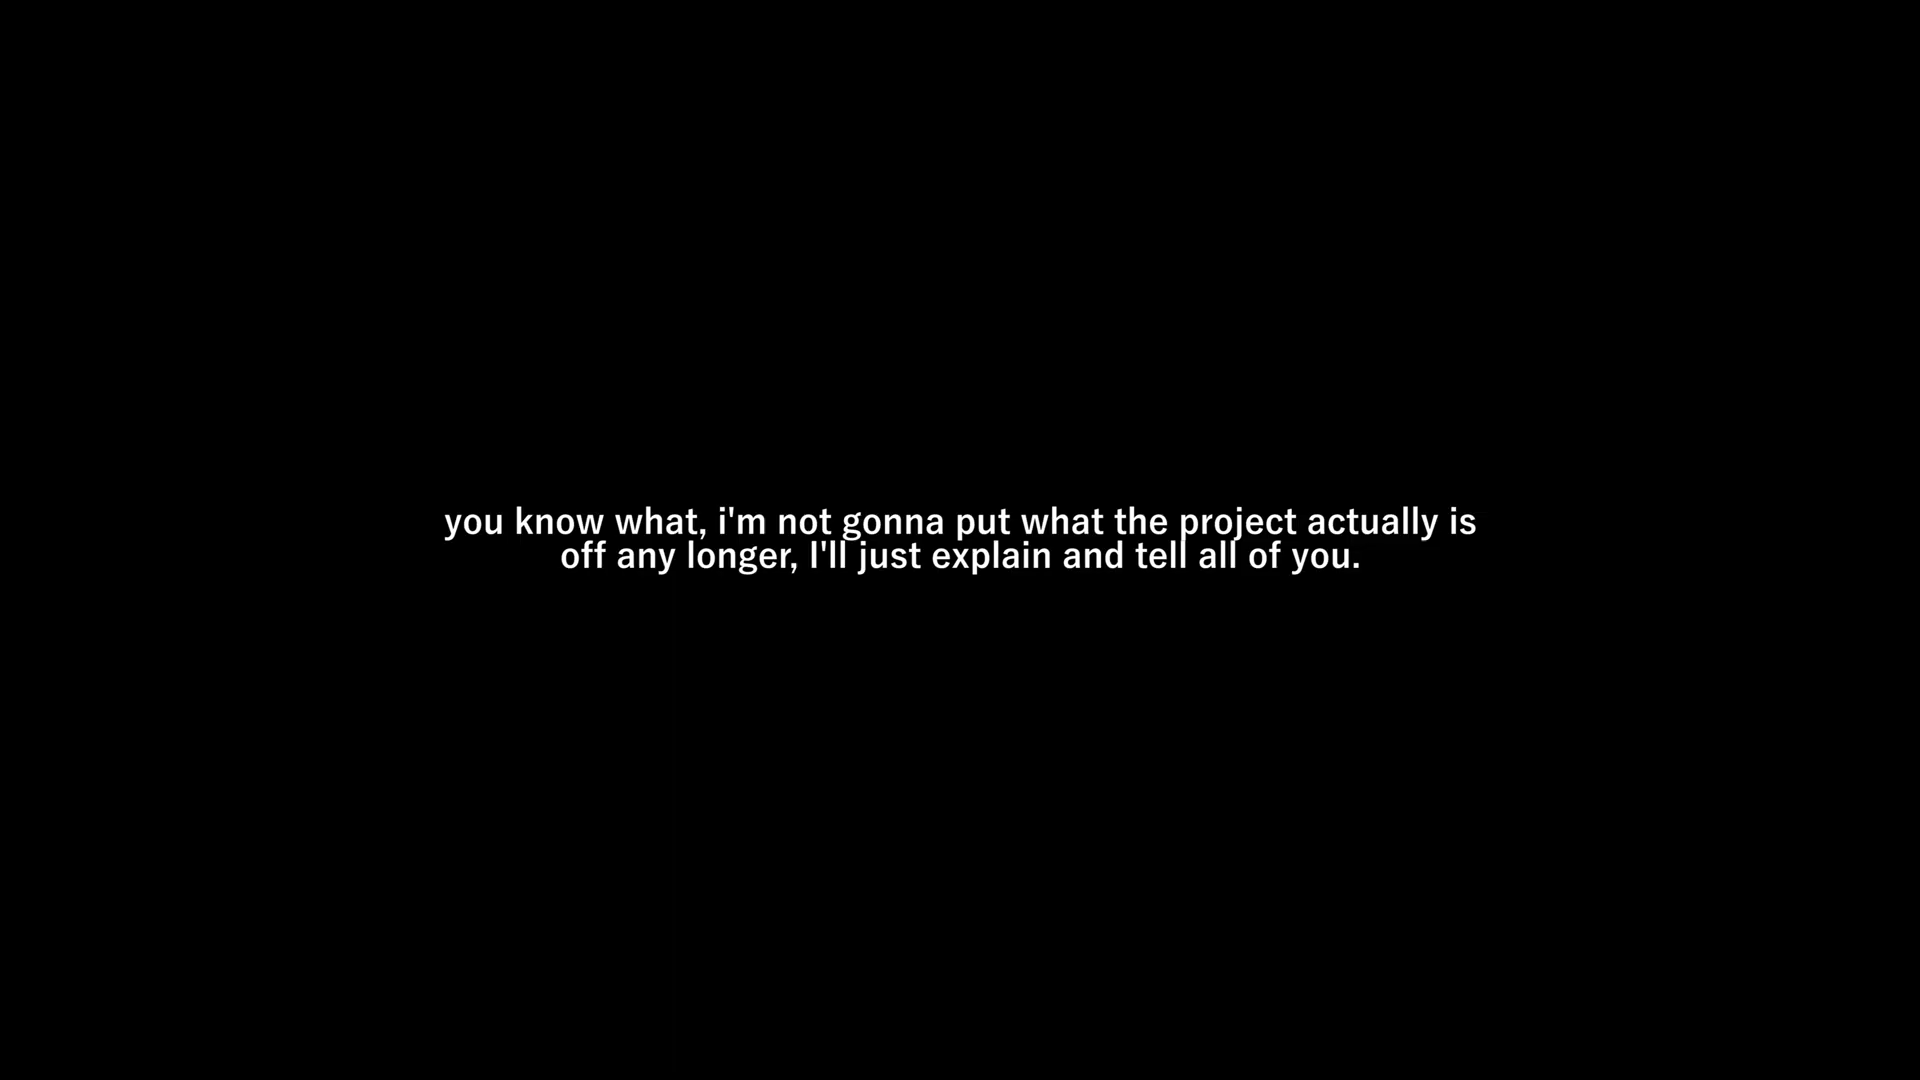 you know what, i'm not gonna put what the project actually is
off any longer, I'll just explain and tell all of you.